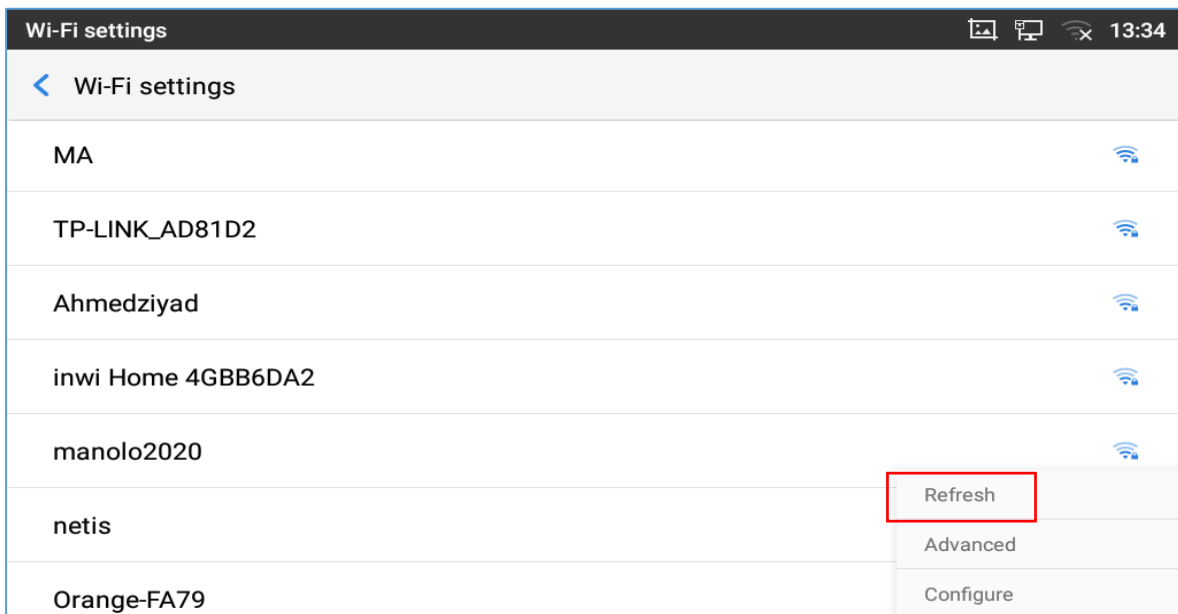 Wi-Fi settings 13:34
Wi-Fi settings
MA
TP-LINK_AD81D2
Ahmedziyad
inwi Home 4GBB6DA2
manolo2020
netis
Orange-FA79
Refresh
Advanced
Configure